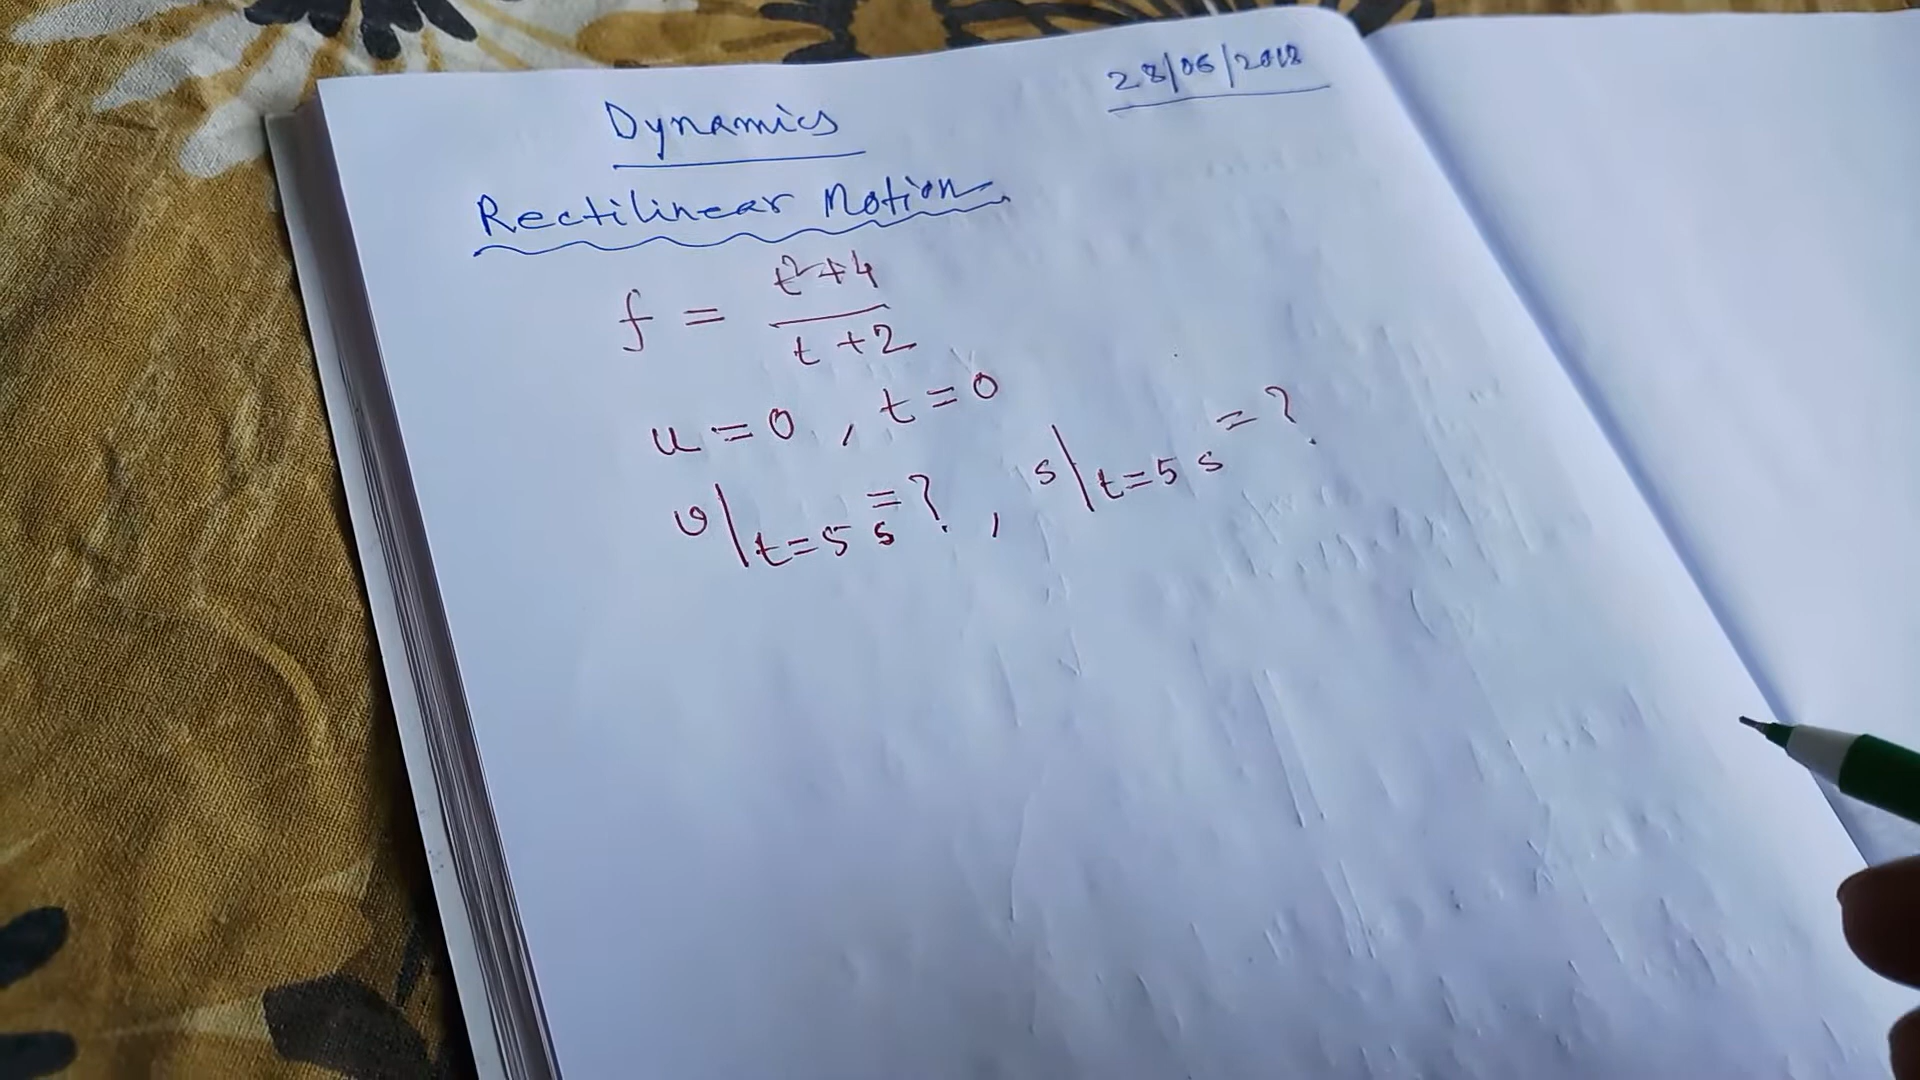 28/06/2018
Dynamics
Rectilinear Motion
f = t²+4 / t+2
u = 0 , t = 0
v|t=5 s = ? , s|t=5 s = ?